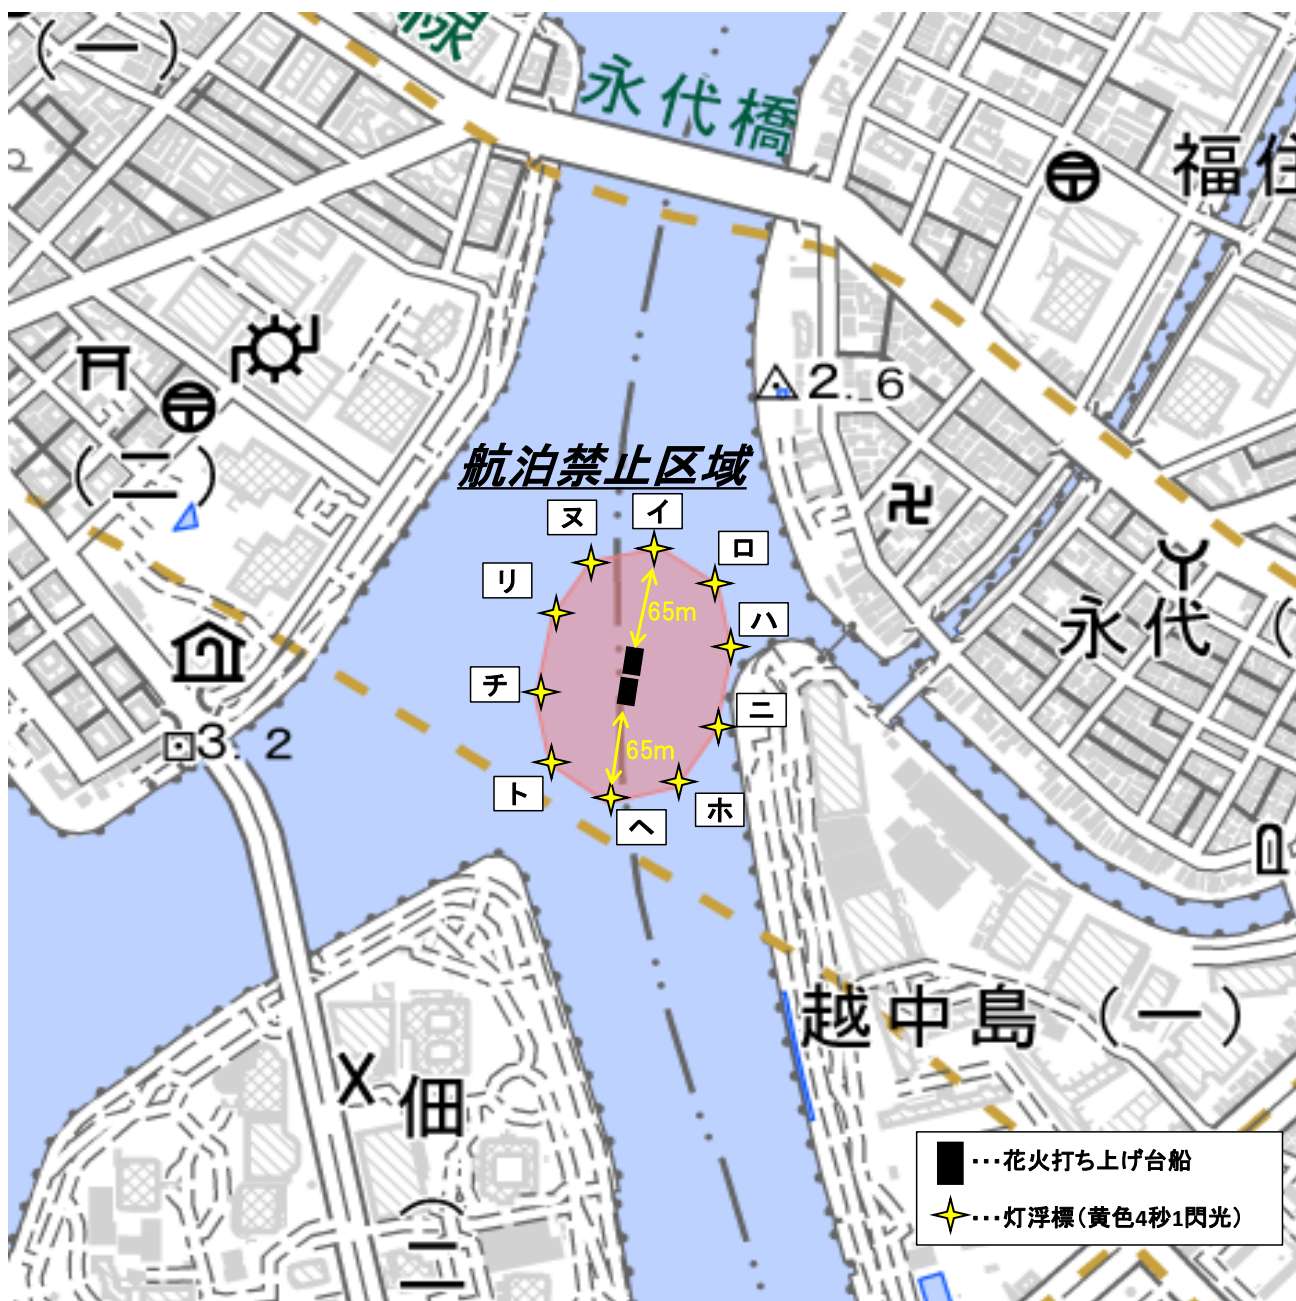 (一)
線
永代橋
福住
2.6
(二)
航泊禁止区域
ヌ
イ
ロ
リ
65m
ハ
永代(
チ
ニ
3.2
65m
ト
ホ
ヘ
越中島(一)
佃
(二
…花火打ち上げ台船
…灯浮標(黄色4秒1閃光)